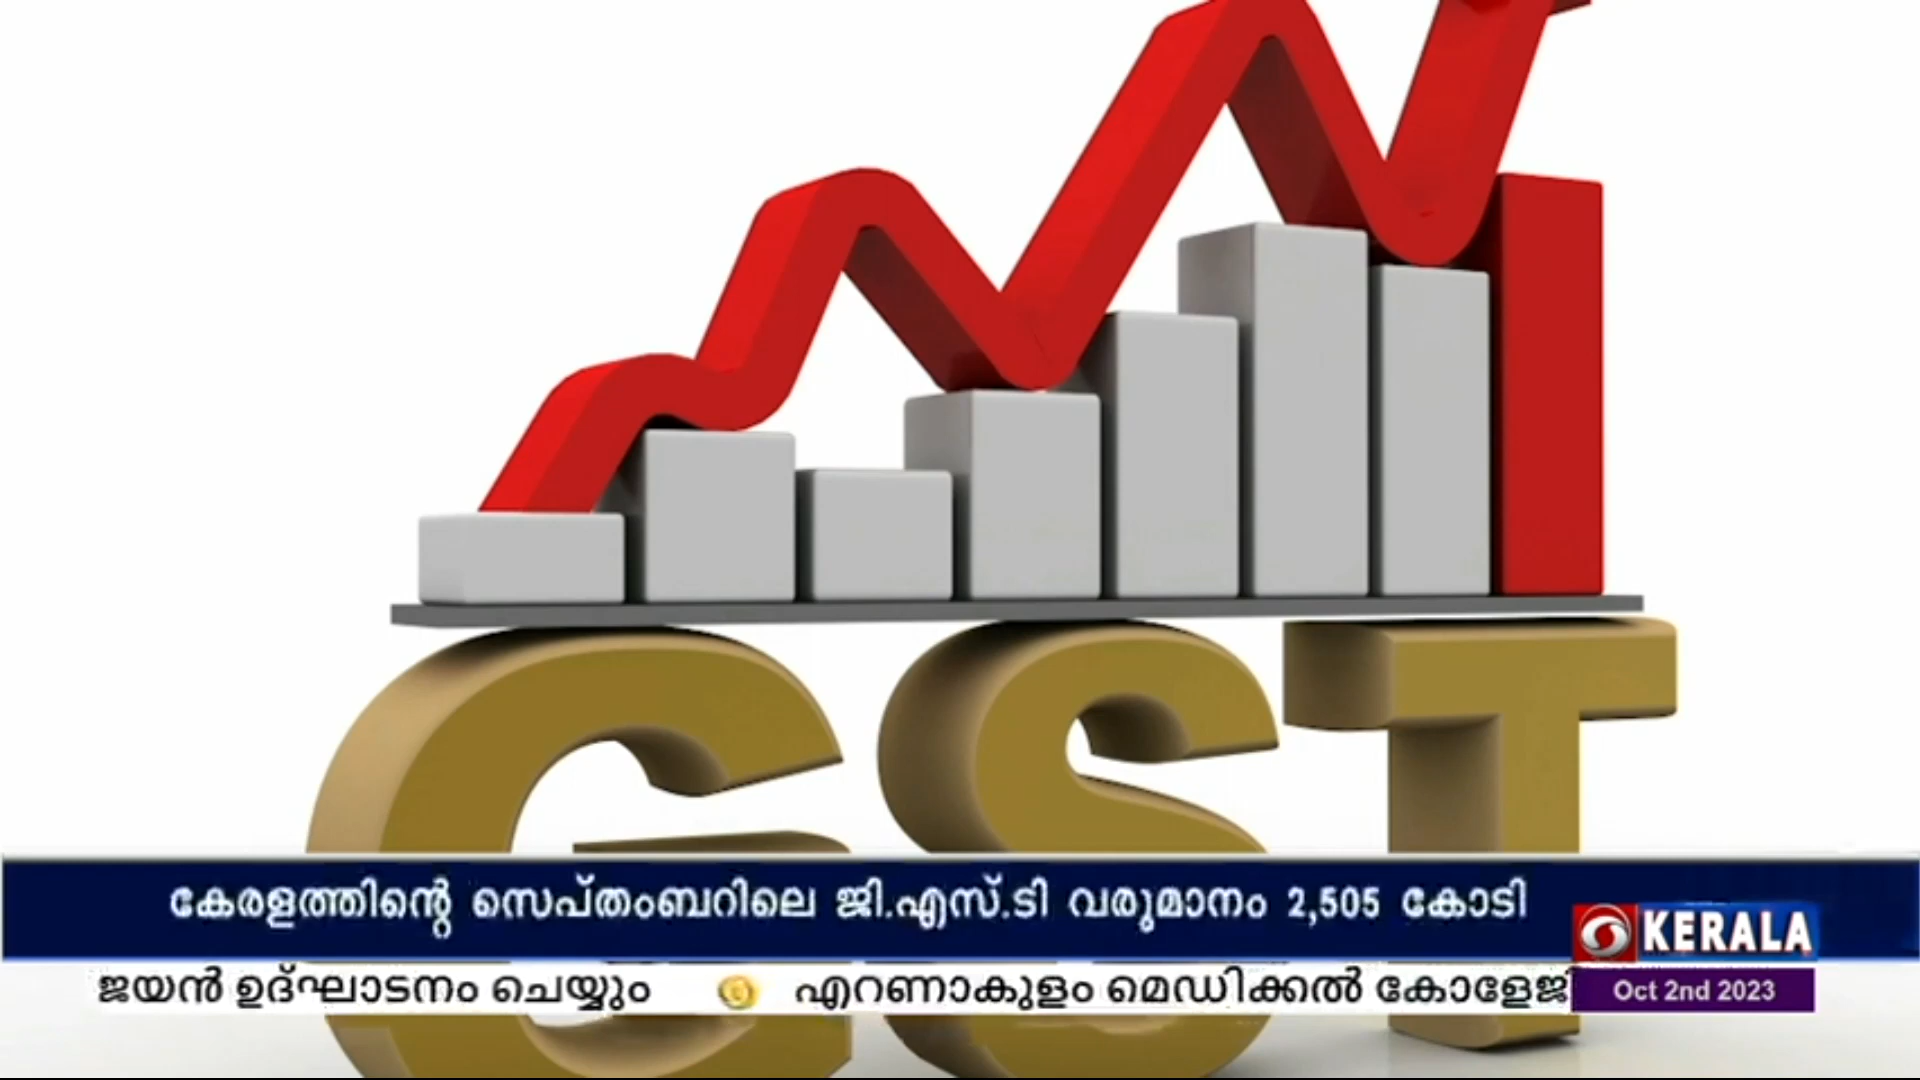 GST
കേരളത്തിന്റെ സെപ്തംബറിലെ ജി.എസ്.ടി വരുമാനം 2,505 കോടി
KERALA
ജയൻ ഉദ്ഘാടനം ചെയ്യും എറണാകുളം മെഡിക്കൽ കോളേജി
Oct 2nd 2023